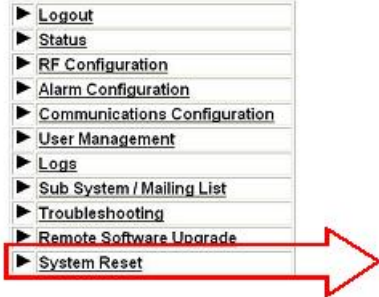 Logout
Status
RF Configuration
Alarm Configuration
Communications Configuration
User Management
Logs
Sub System / Mailing List
Troubleshooting
Remote Software Upgrade
System Reset